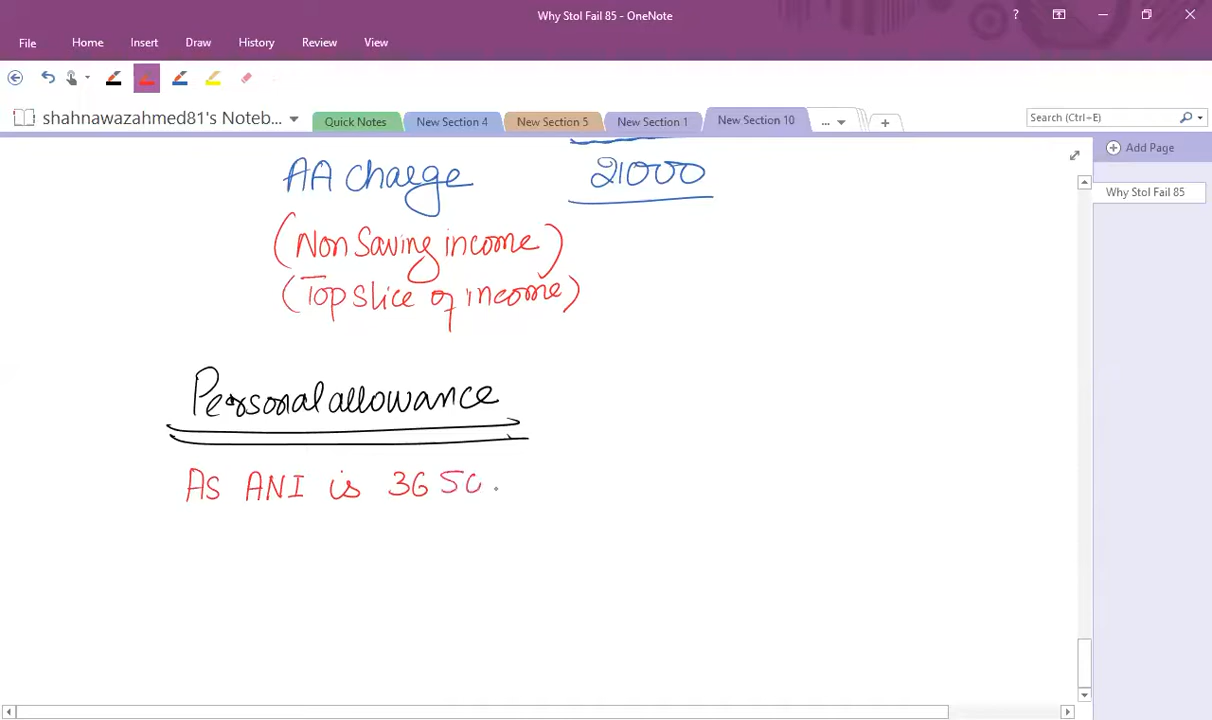 Why Stol Fail 85 - OneNote
?
File
Home
Insert
Draw
History
Review
View
shahnawazahmed81's Noteb...
Quick Notes
New Section 4
New Section 5
New Section 1
New Section 10
...
Search (Ctrl+E)
Add Page
Why Stol Fail 85
AA charge 21000
(Non Saving income)
(Top Slice of income)
Personal allowance
As ANI is 3650